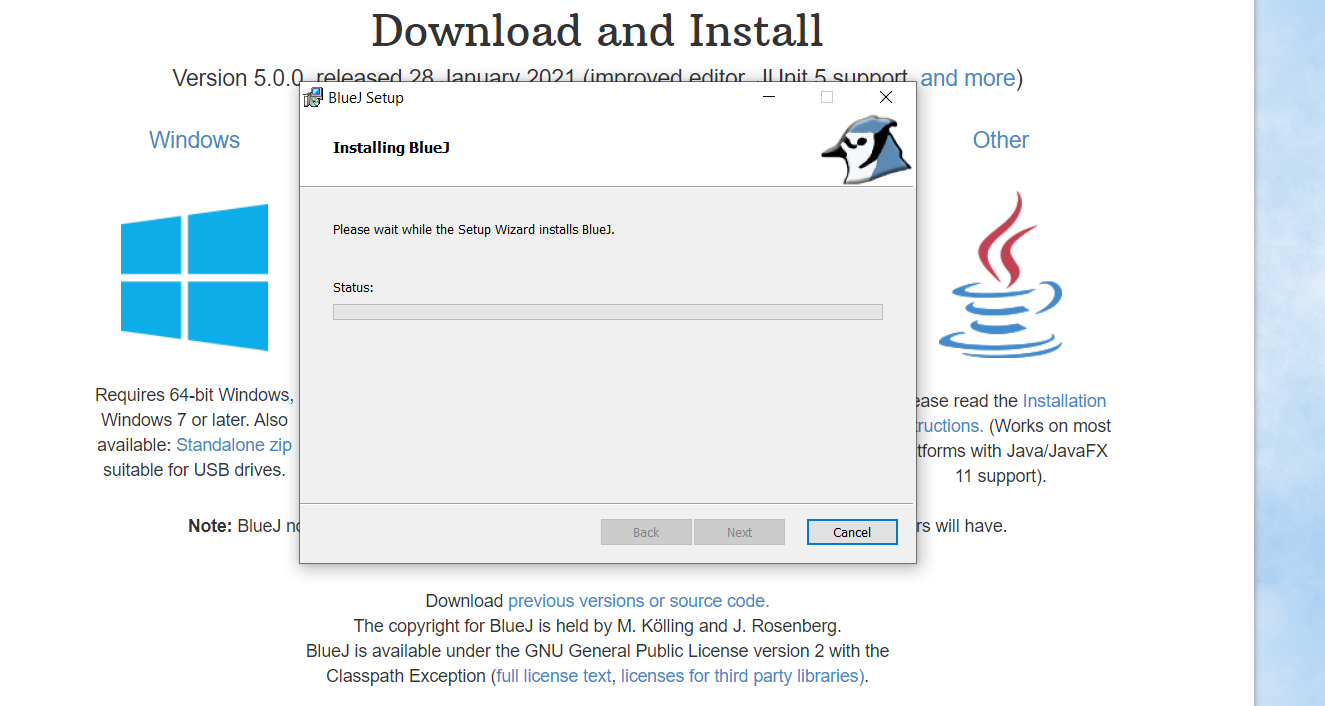 Download and Install
Version 5.0.0, released 28 January 2021 (improved editor, JUnit 5 support, and more)
BlueJ Setup
Windows
Other
Installing BlueJ
Please wait while the Setup Wizard installs BlueJ.
Status:
Requires 64-bit Windows,
Windows 7 or later. Also
available: Standalone zip
suitable for USB drives.
read the Installation
(Works on most
with Java/JavaFX
11 support).
Note: BlueJ
will have.
Back
Next
Cancel
Download previous versions or source code.
The copyright for BlueJ is held by M. Kölling and J. Rosenberg.
BlueJ is available under the GNU General Public License version 2 with the
Classpath Exception (full license text, licenses for third party libraries).